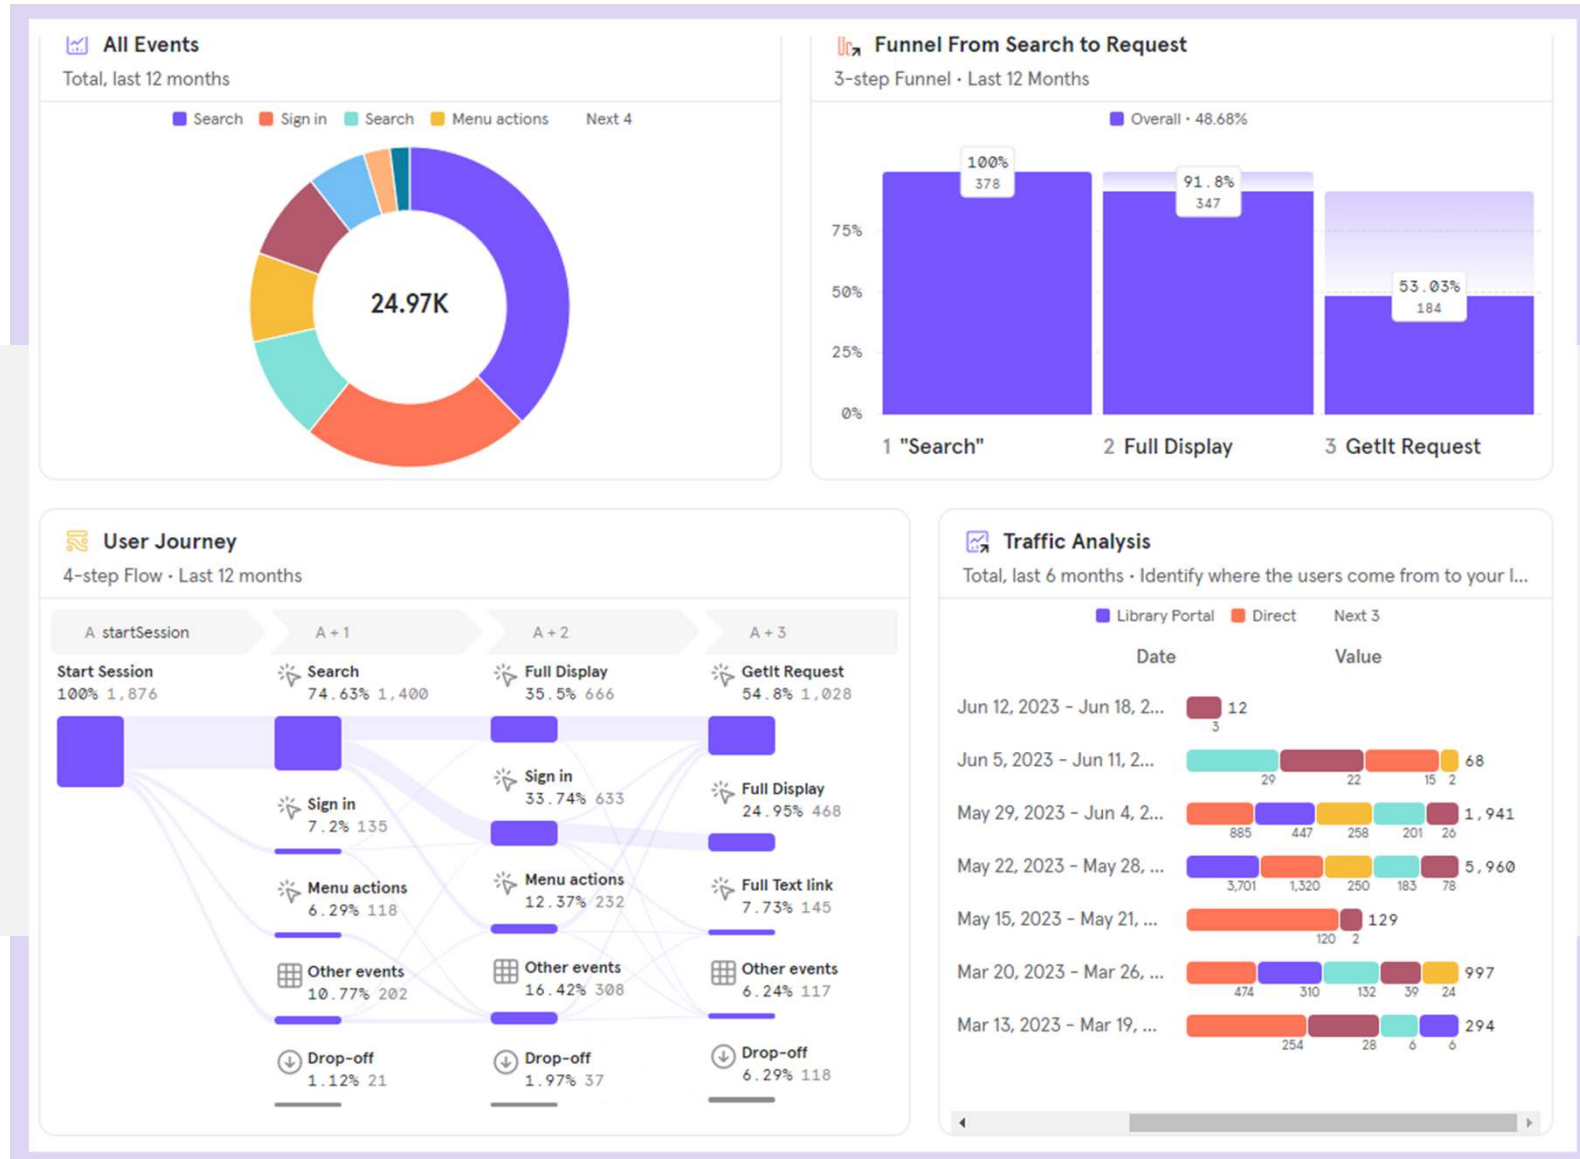 All Events
Total, last 12 months
Search Sign in Search Menu actions Next 4
24.97K
Funnel From Search to Request
3-step Funnel · Last 12 Months
Overall · 48.68%
100%
378
91.8%
347
53.03%
184
75%
50%
25%
0%
1 "Search" 2 Full Display 3 GetIt Request
User Journey
4-step Flow · Last 12 months
A startSession A + 1 A + 2 A + 3
Start Session
100% 1,876
Search
74.63% 1,400
Sign in
7.2% 135
Menu actions
6.29% 118
Other events
10.77% 202
Drop-off
1.12% 21
Full Display
35.5% 666
Sign in
33.74% 633
Menu actions
12.37% 232
Other events
16.42% 308
Drop-off
1.97% 37
GetIt Request
54.8% 1,028
Full Display
24.95% 468
Full Text link
7.73% 145
Other events
6.24% 117
Drop-off
6.29% 118
Traffic Analysis
Total, last 6 months · Identify where the users come from to your l...
Library Portal Direct Next 3
Date Value
Jun 12, 2023 - Jun 18, 2... 12
3
Jun 5, 2023 - Jun 11, 2... 68
29 22 15 2
May 29, 2023 - Jun 4, 2... 1,941
885 447 258 201 26
May 22, 2023 - May 28, ... 5,960
3,701 1,320 250 183 78
May 15, 2023 - May 21, ... 129
120 2
Mar 20, 2023 - Mar 26, ... 997
474 310 132 39 24
Mar 13, 2023 - Mar 19, ... 294
254 28 6 6